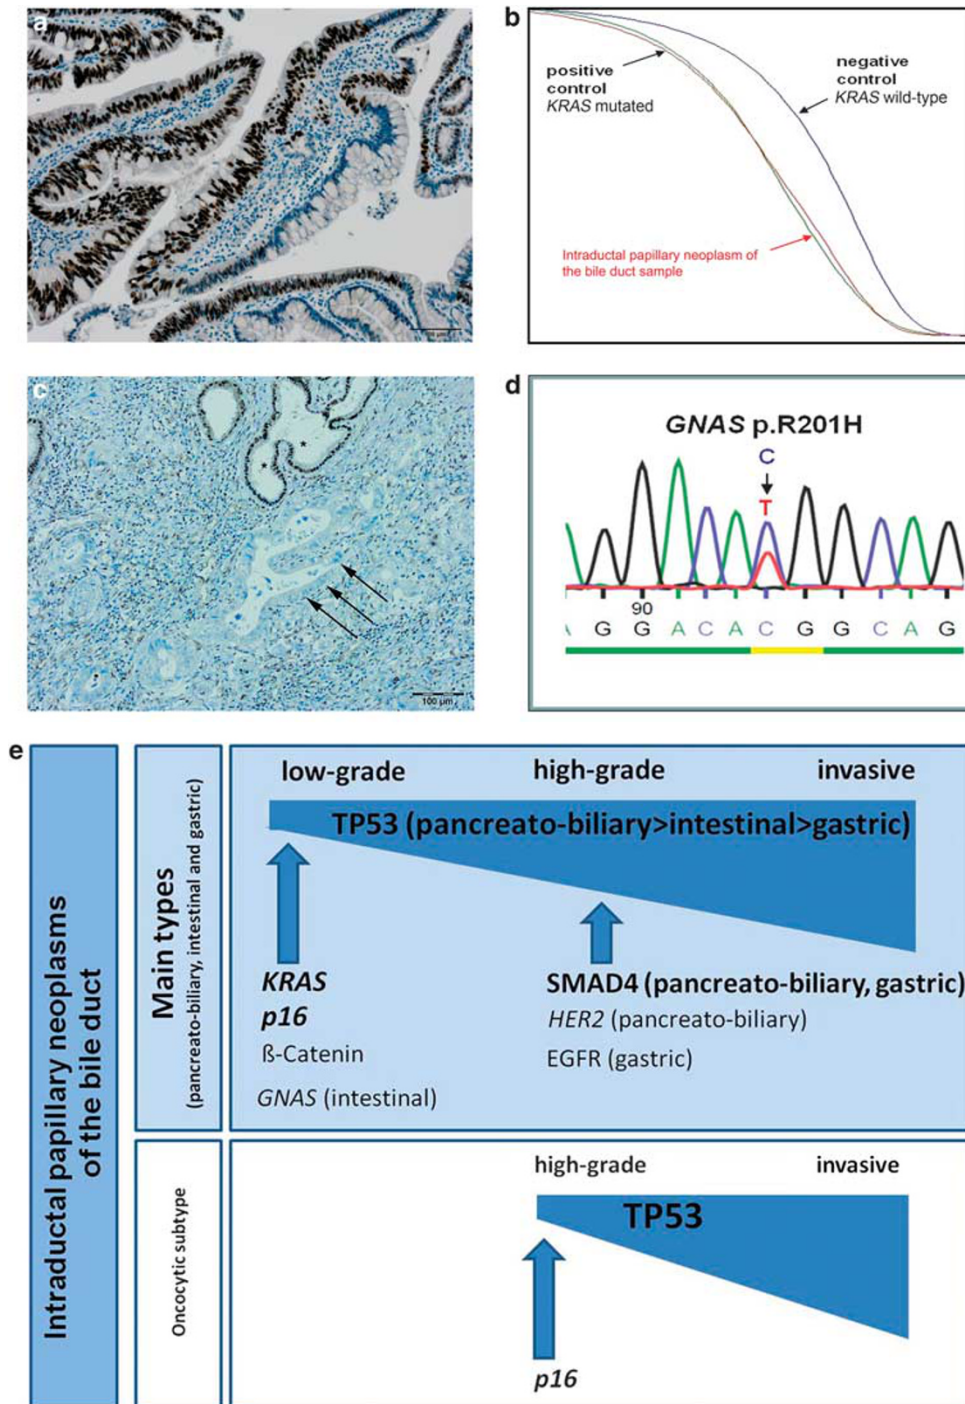 a
b
positive
control
KRAS mutated
negative
control
KRAS wild-type
Intraductal papillary neoplasm of
the bile duct sample
c
100 µm
d
GNAS p.R201H
C
T
90
A G G A C A C G G C A G
e
Intraductal papillary neoplasms
of the bile duct
Main types
(pancreato-biliary, intestinal and gastric)
low-grade high-grade invasive
TP53 (pancreato-biliary>intestinal>gastric)
KRAS
p16
ß-Catenin
GNAS (intestinal)
SMAD4 (pancreato-biliary, gastric)
HER2 (pancreato-biliary)
EGFR (gastric)
Oncocytic subtype
high-grade invasive
TP53
p16